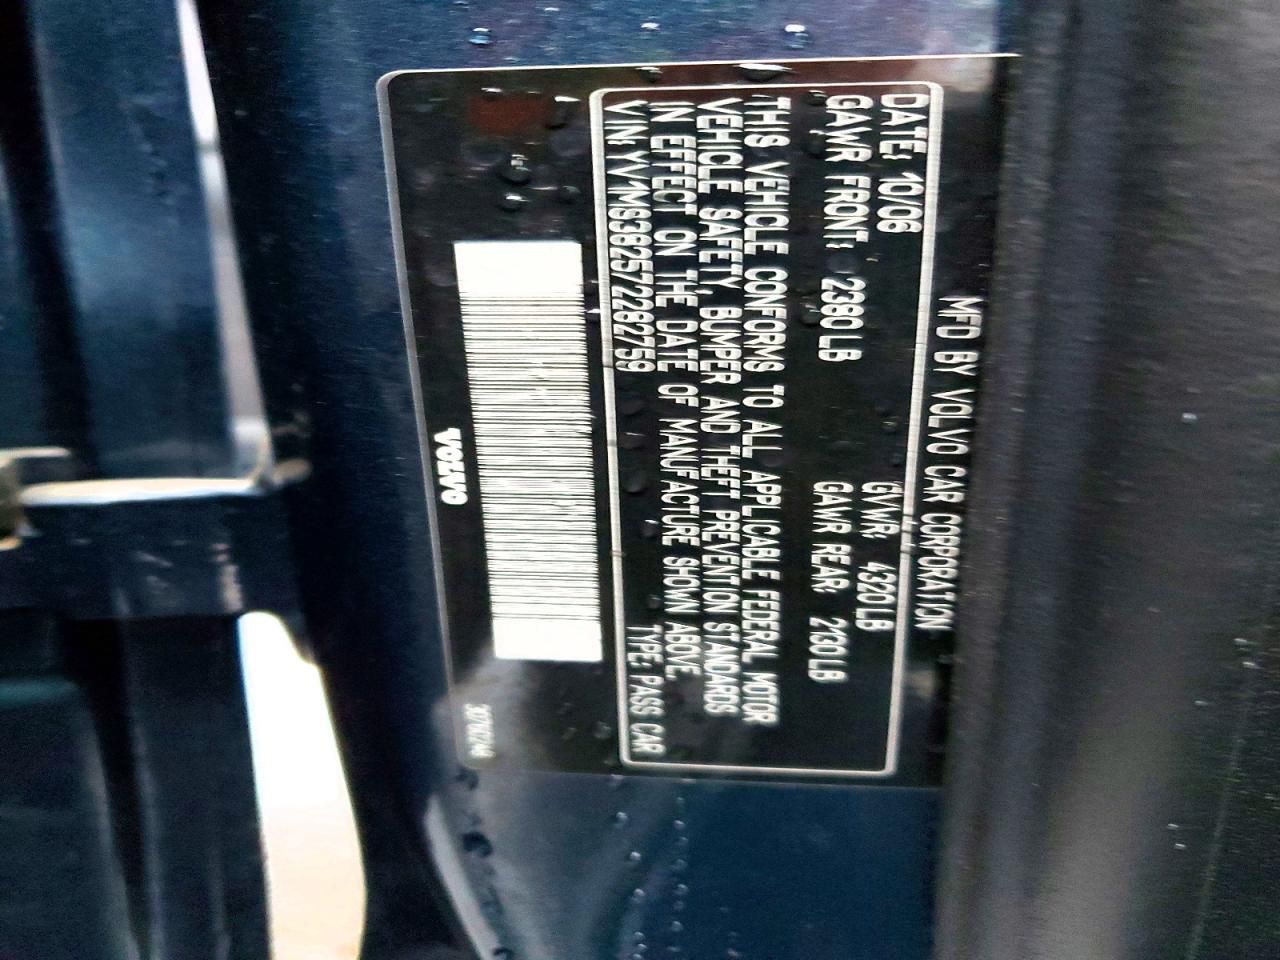 MFD BY VOLVO CAR CORPORATION
DATE: 10/06 GVWR: 4320 LB
GAWR FRONT: 2380 LB GAWR REAR: 2130 LB
THIS VEHICLE CONFORMS TO ALL APPLICABLE FEDERAL MOTOR
VEHICLE SAFETY, BUMPER AND THEFT PREVENTION STANDARDS
IN EFFECT ON THE DATE OF MANUFACTURE SHOWN ABOVE.
VIN: YV1MS382572282759 TYPE: PASS CAR
VOLVO